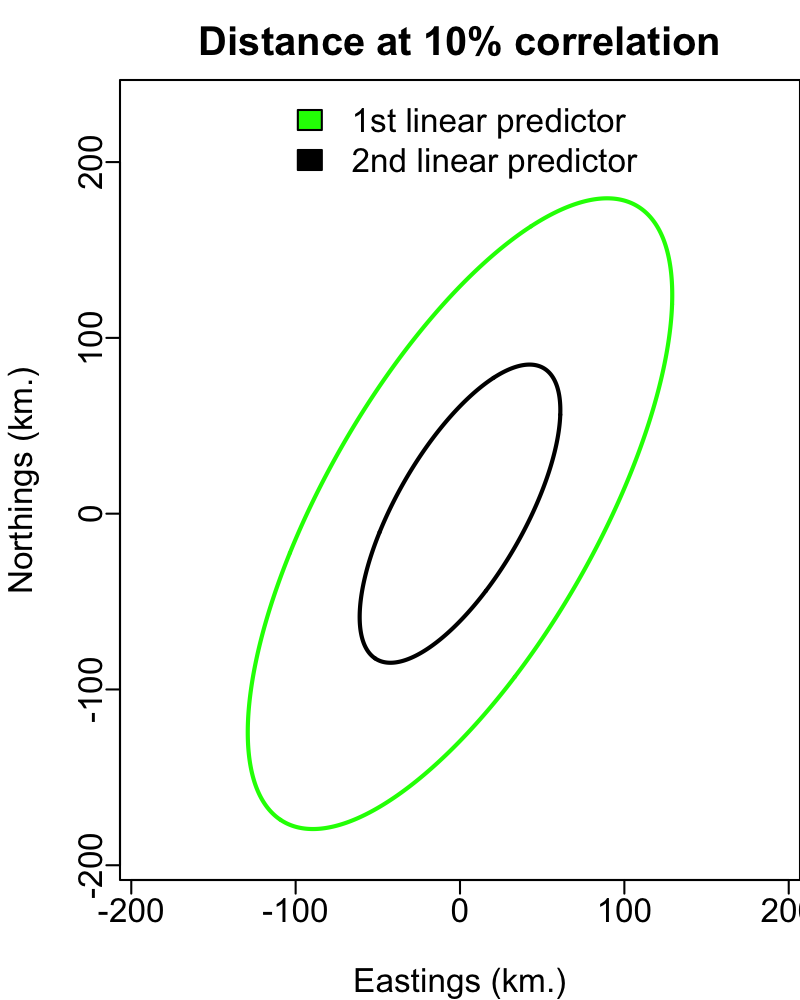 Distance at 10% correlation
1st linear predictor
2nd linear predictor
200
100
0
-100
-200
Northings (km.)
-200
-100
0
100
Eastings (km.)